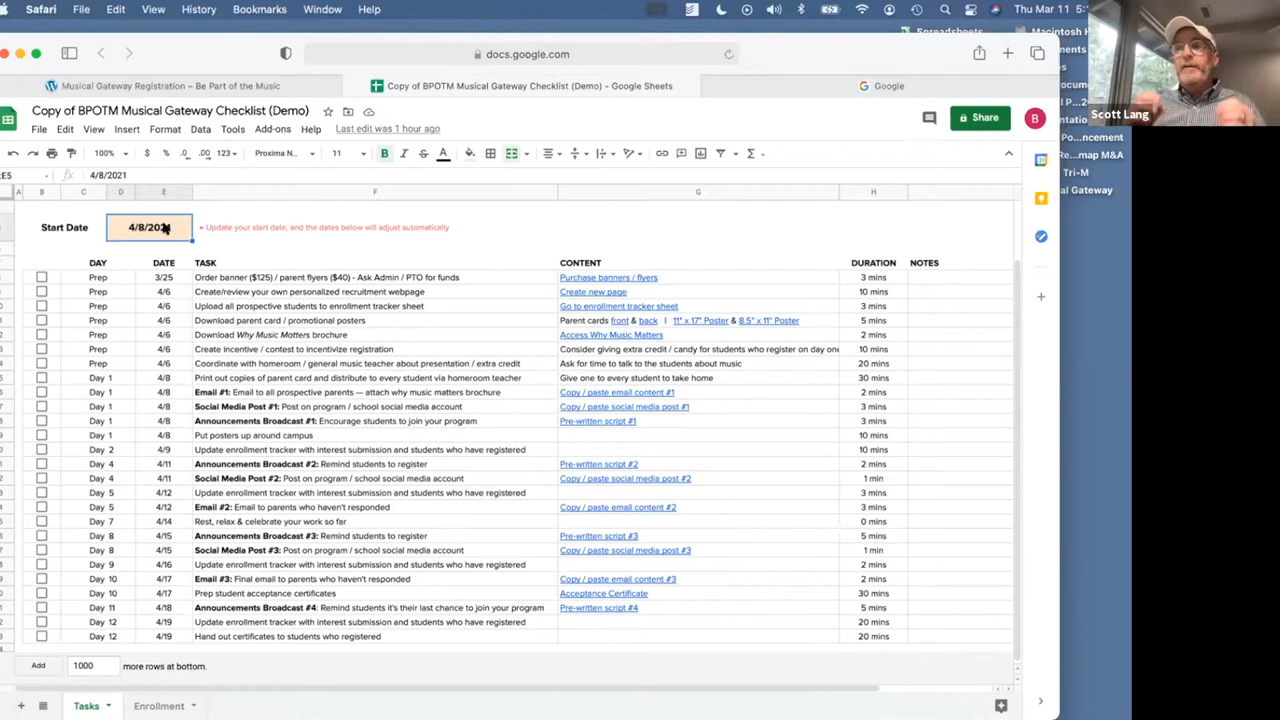 Safari File Edit View History Bookmarks Window Help Thu Mar 11 5:
Spreadsheets Macintosh H
docs.google.com
Musical Gateway Registration – Be Part of the Music
Copy of BPOTM Musical Gateway Checklist (Demo) - Google Sheets
Google
Copy of BPOTM Musical Gateway Checklist (Demo)
File Edit View Insert Format Data Tools Add-ons Help Last edit was 1 hour ago
Share
B
Scott Lang
100% $ % .0 .00 123 Proxima N... 11 B I S A
E5 fx 4/8/2021
A B C D E F G H
Start Date 4/8/2021 Update your start date, and the dates below will adjust automatically
DAY DATE TASK CONTENT DURATION NOTES
Prep 3/25 Order banner ($125) / parent flyers ($40) - Ask Admin / PTO for funds Purchase banners / flyers 3 mins
Prep 4/6 Create/review your own personalized recruitment webpage Create new page 10 mins
Prep 4/6 Upload all prospective students to enrollment tracker sheet Go to enrollment tracker sheet 3 mins
Prep 4/6 Download parent card / promotional posters Parent cards front & back | 11" x 17" Poster & 8.5" x 11" Poster 5 mins
Prep 4/6 Download Why Music Matters brochure Access Why Music Matters 2 mins
Prep 4/6 Create incentive / contest to incentivize registration Consider giving extra credit / candy for students who register on day one 10 mins
Prep 4/6 Coordinate with homeroom / general music teacher about presentation / extra credit Ask for time to talk to the students about music 20 mins
Day 1 4/8 Print out copies of parent card and distribute to every student via homeroom teacher Give one to every student to take home 30 mins
Day 1 4/8 Email #1: Email to all prospective parents — attach why music matters brochure Copy / paste email content #1 2 mins
Day 1 4/8 Social Media Post #1: Post on program / school social media account Copy / paste social media post #1 3 mins
Day 1 4/8 Announcements Broadcast #1: Encourage students to join your program Pre-written script #1 3 mins
Day 1 4/8 Put posters up around campus 10 mins
Day 2 4/9 Update enrollment tracker with interest submission and students who have registered 10 mins
Day 4 4/11 Announcements Broadcast #2: Remind students to register Pre-written script #2 2 mins
Day 4 4/11 Social Media Post #2: Post on program / school social media account Copy / paste social media post #2 1 min
Day 5 4/12 Update enrollment tracker with interest submission and students who have registered 3 mins
Day 5 4/12 Email #2: Email to parents who haven't responded Copy / paste email content #2 3 mins
Day 7 4/14 Rest, relax & celebrate your work so far 0 mins
Day 8 4/15 Announcements Broadcast #3: Remind students to register Pre-written script #3 5 mins
Day 8 4/15 Social Media Post #3: Post on program / school social media account Copy / paste social media post #3 1 min
Day 9 4/16 Update enrollment tracker with interest submission and students who have registered 2 mins
Day 10 4/17 Email #3: Final email to parents who haven't responded Copy / paste email content #3 2 mins
Day 10 4/17 Prep student acceptance certificates Acceptance Certificate 30 mins
Day 11 4/18 Announcements Broadcast #4: Remind students it's their last chance to join your program Pre-written script #4 5 mins
Day 12 4/19 Update enrollment tracker with interest submission and students who have registered 20 mins
Day 12 4/19 Hand out certificates to students who registered 20 mins
Add 1000 more rows at bottom.
Tasks Enrollment
ements
Docum
P...20
ntation
Po...ncement
Re...map M&A
Tri-M
al Gateway